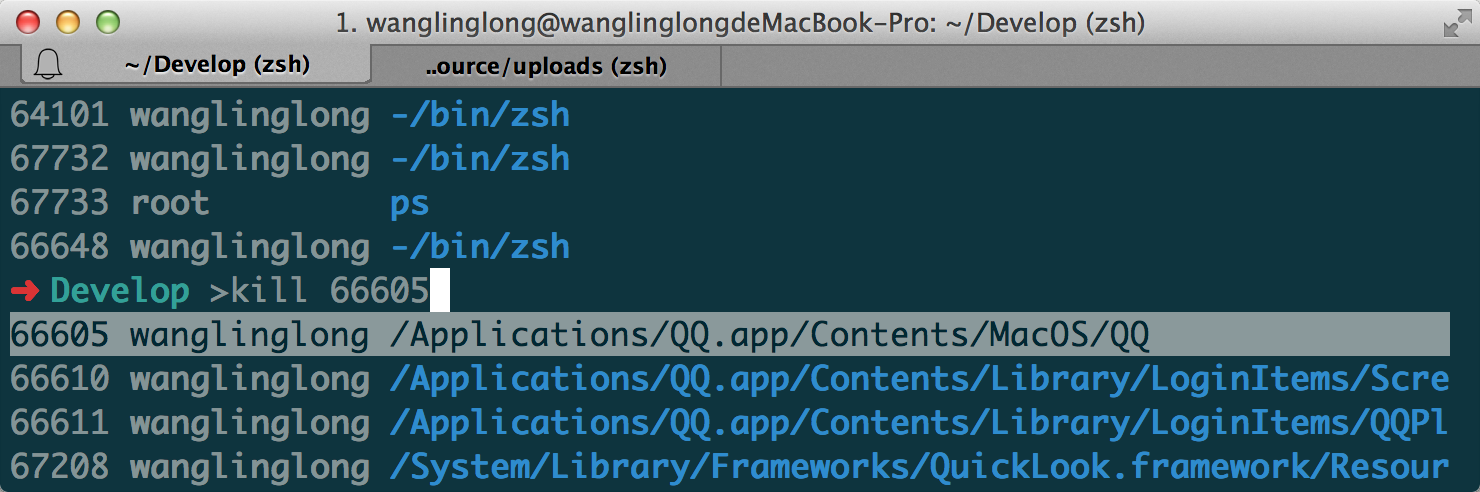 1. wanglinglong@wanglinglongdeMacBook-Pro: ~/Develop (zsh)
~/Develop (zsh) ..ource/uploads (zsh)
64101 wanglinglong -/bin/zsh
67732 wanglinglong -/bin/zsh
67733 root ps
66648 wanglinglong -/bin/zsh
➜ Develop >kill 66605
66605 wanglinglong /Applications/QQ.app/Contents/MacOS/QQ
66610 wanglinglong /Applications/QQ.app/Contents/Library/LoginItems/Scre
66611 wanglinglong /Applications/QQ.app/Contents/Library/LoginItems/QQPl
67208 wanglinglong /System/Library/Frameworks/QuickLook.framework/Resour